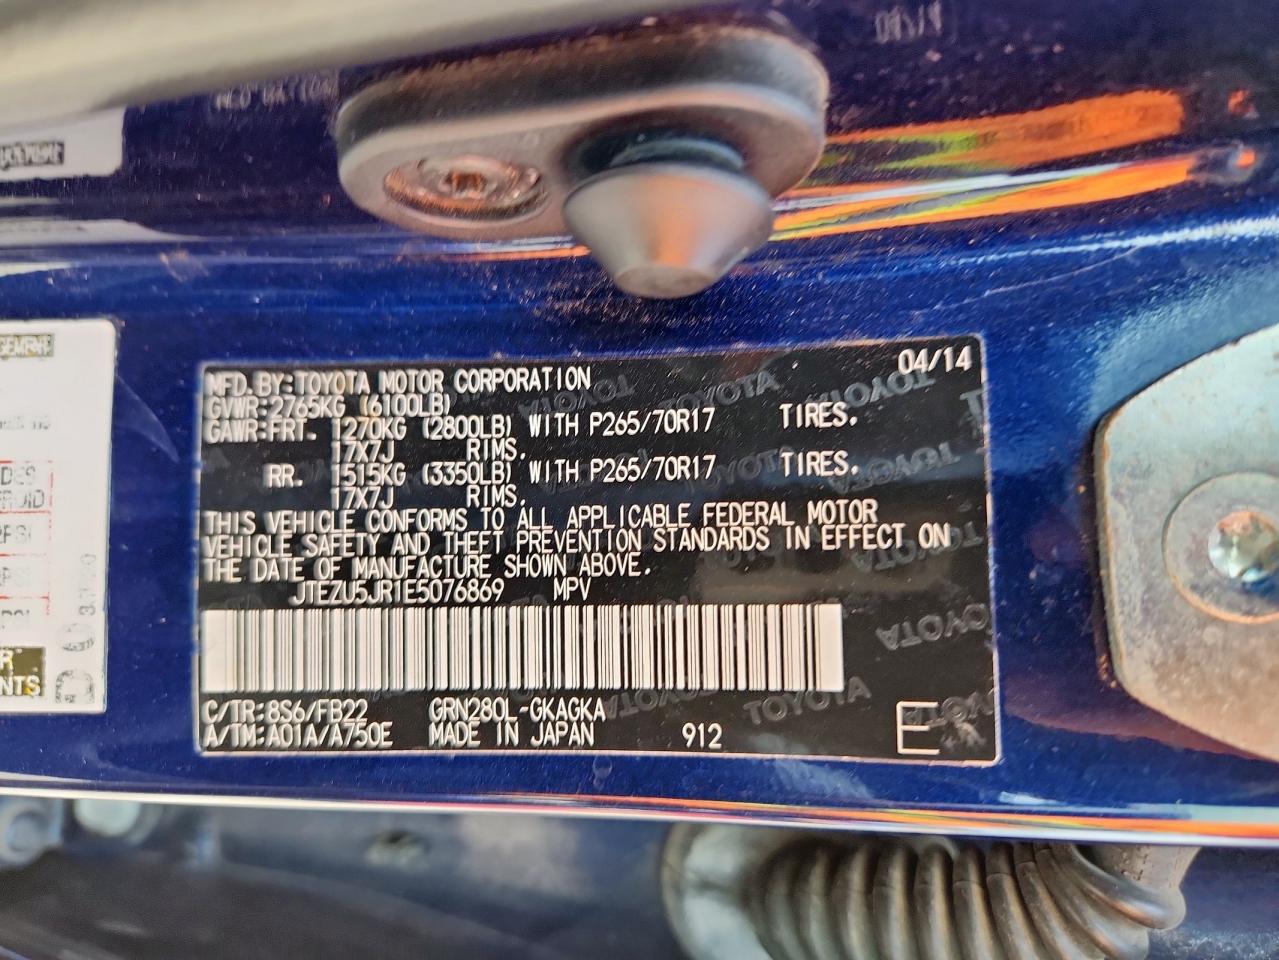 04/14
MFD. BY:TOYOTA MOTOR CORPORATION 04/14
GVWR:2765KG (6100LB)
GAWR:FRT. 1270KG (2800LB) WITH P265/70R17 TIRES.
17X7J RIMS.
RR. 1515KG (3350LB) WITH P265/70R17 TIRES.
17X7J RIMS.
THIS VEHICLE CONFORMS TO ALL APPLICABLE FEDERAL MOTOR
VEHICLE SAFETY AND THEFT PREVENTION STANDARDS IN EFFECT ON
THE DATE OF MANUFACTURE SHOWN ABOVE.
JTEZU5JR1E5076869 MPV
C/TR:8S6/FB22 GRN280L-GKAGKA
A/TM:A01A/A750E MADE IN JAPAN 912 E
TOYOTA